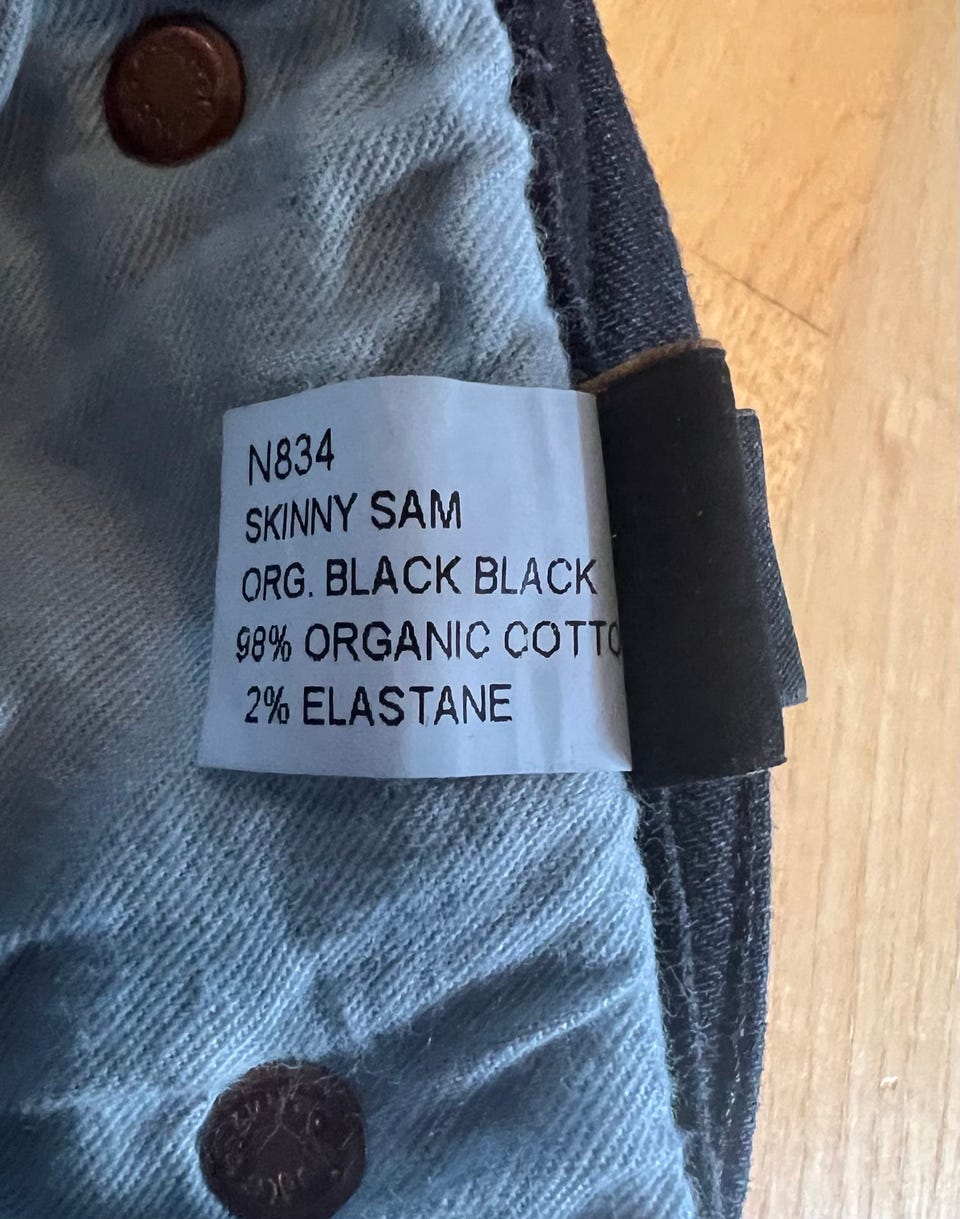 N834
SKINNY SAM
ORG. BLACK BLACK
98% ORGANIC COTTO
2% ELASTANE